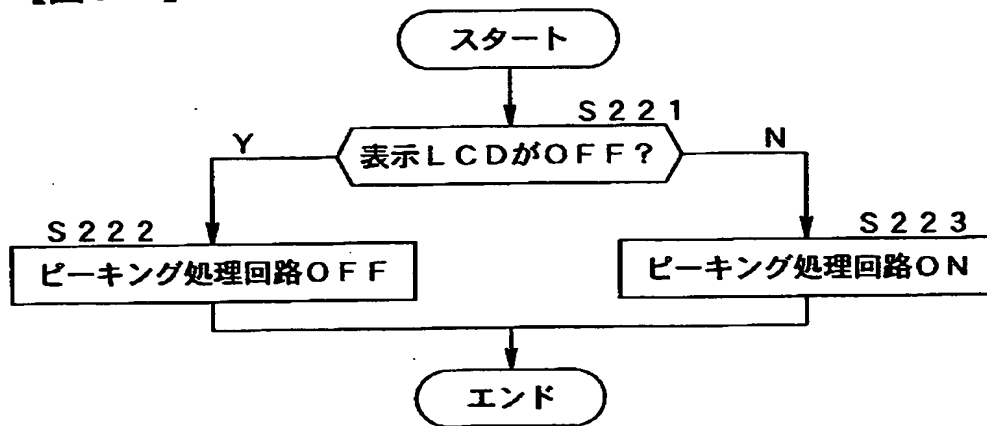 スタート
S221
表示LCDがOFF?
Y
N
S222
S223
ピーキング処理回路OFF
ピーキング処理回路ON
エンド